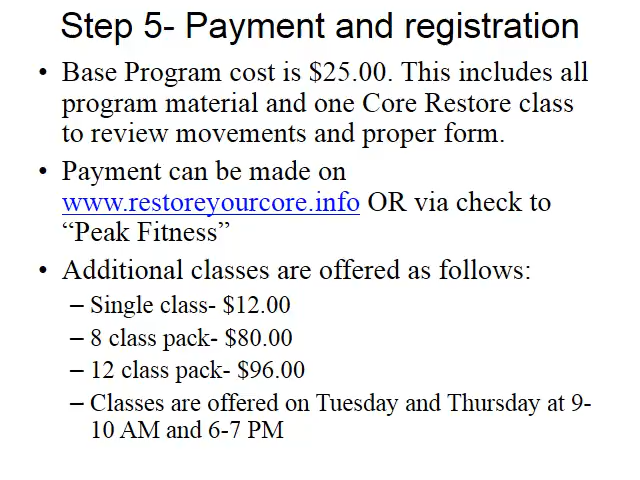 Step 5- Payment and registration
• Base Program cost is $25.00. This includes all
program material and one Core Restore class
to review movements and proper form.
• Payment can be made on
www.restoreyourcore.info OR via check to
“Peak Fitness”
• Additional classes are offered as follows:
– Single class- $12.00
– 8 class pack- $80.00
– 12 class pack- $96.00
– Classes are offered on Tuesday and Thursday at 9-
10 AM and 6-7 PM